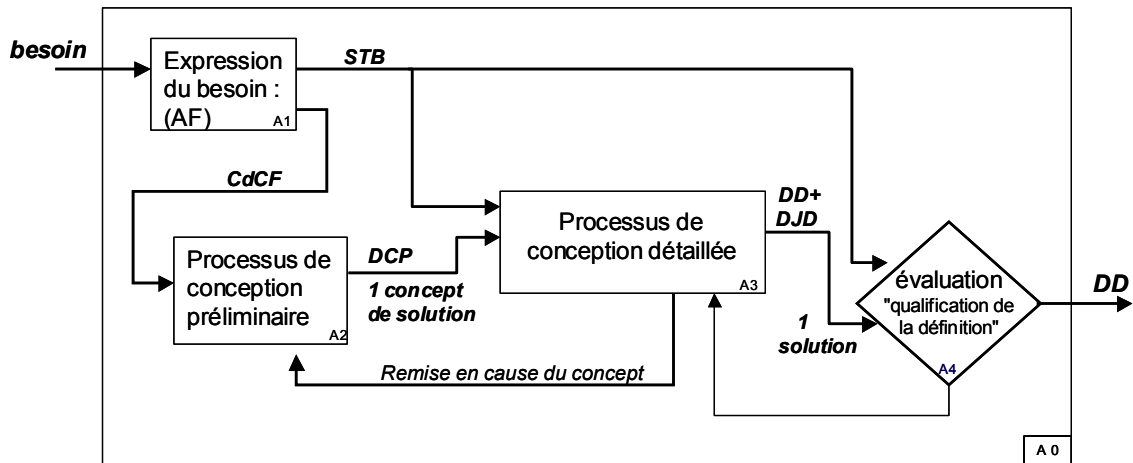 besoin
Expression
du besoin :
(AF)
A1
STB
CdCF
Processus de
conception
préliminaire
A2
DCP
1 concept
de solution
Processus de
conception détaillée
A3
DD+
DJD
1
solution
évaluation
"qualification de
la définition"
A4
DD
Remise en cause du concept
A 0